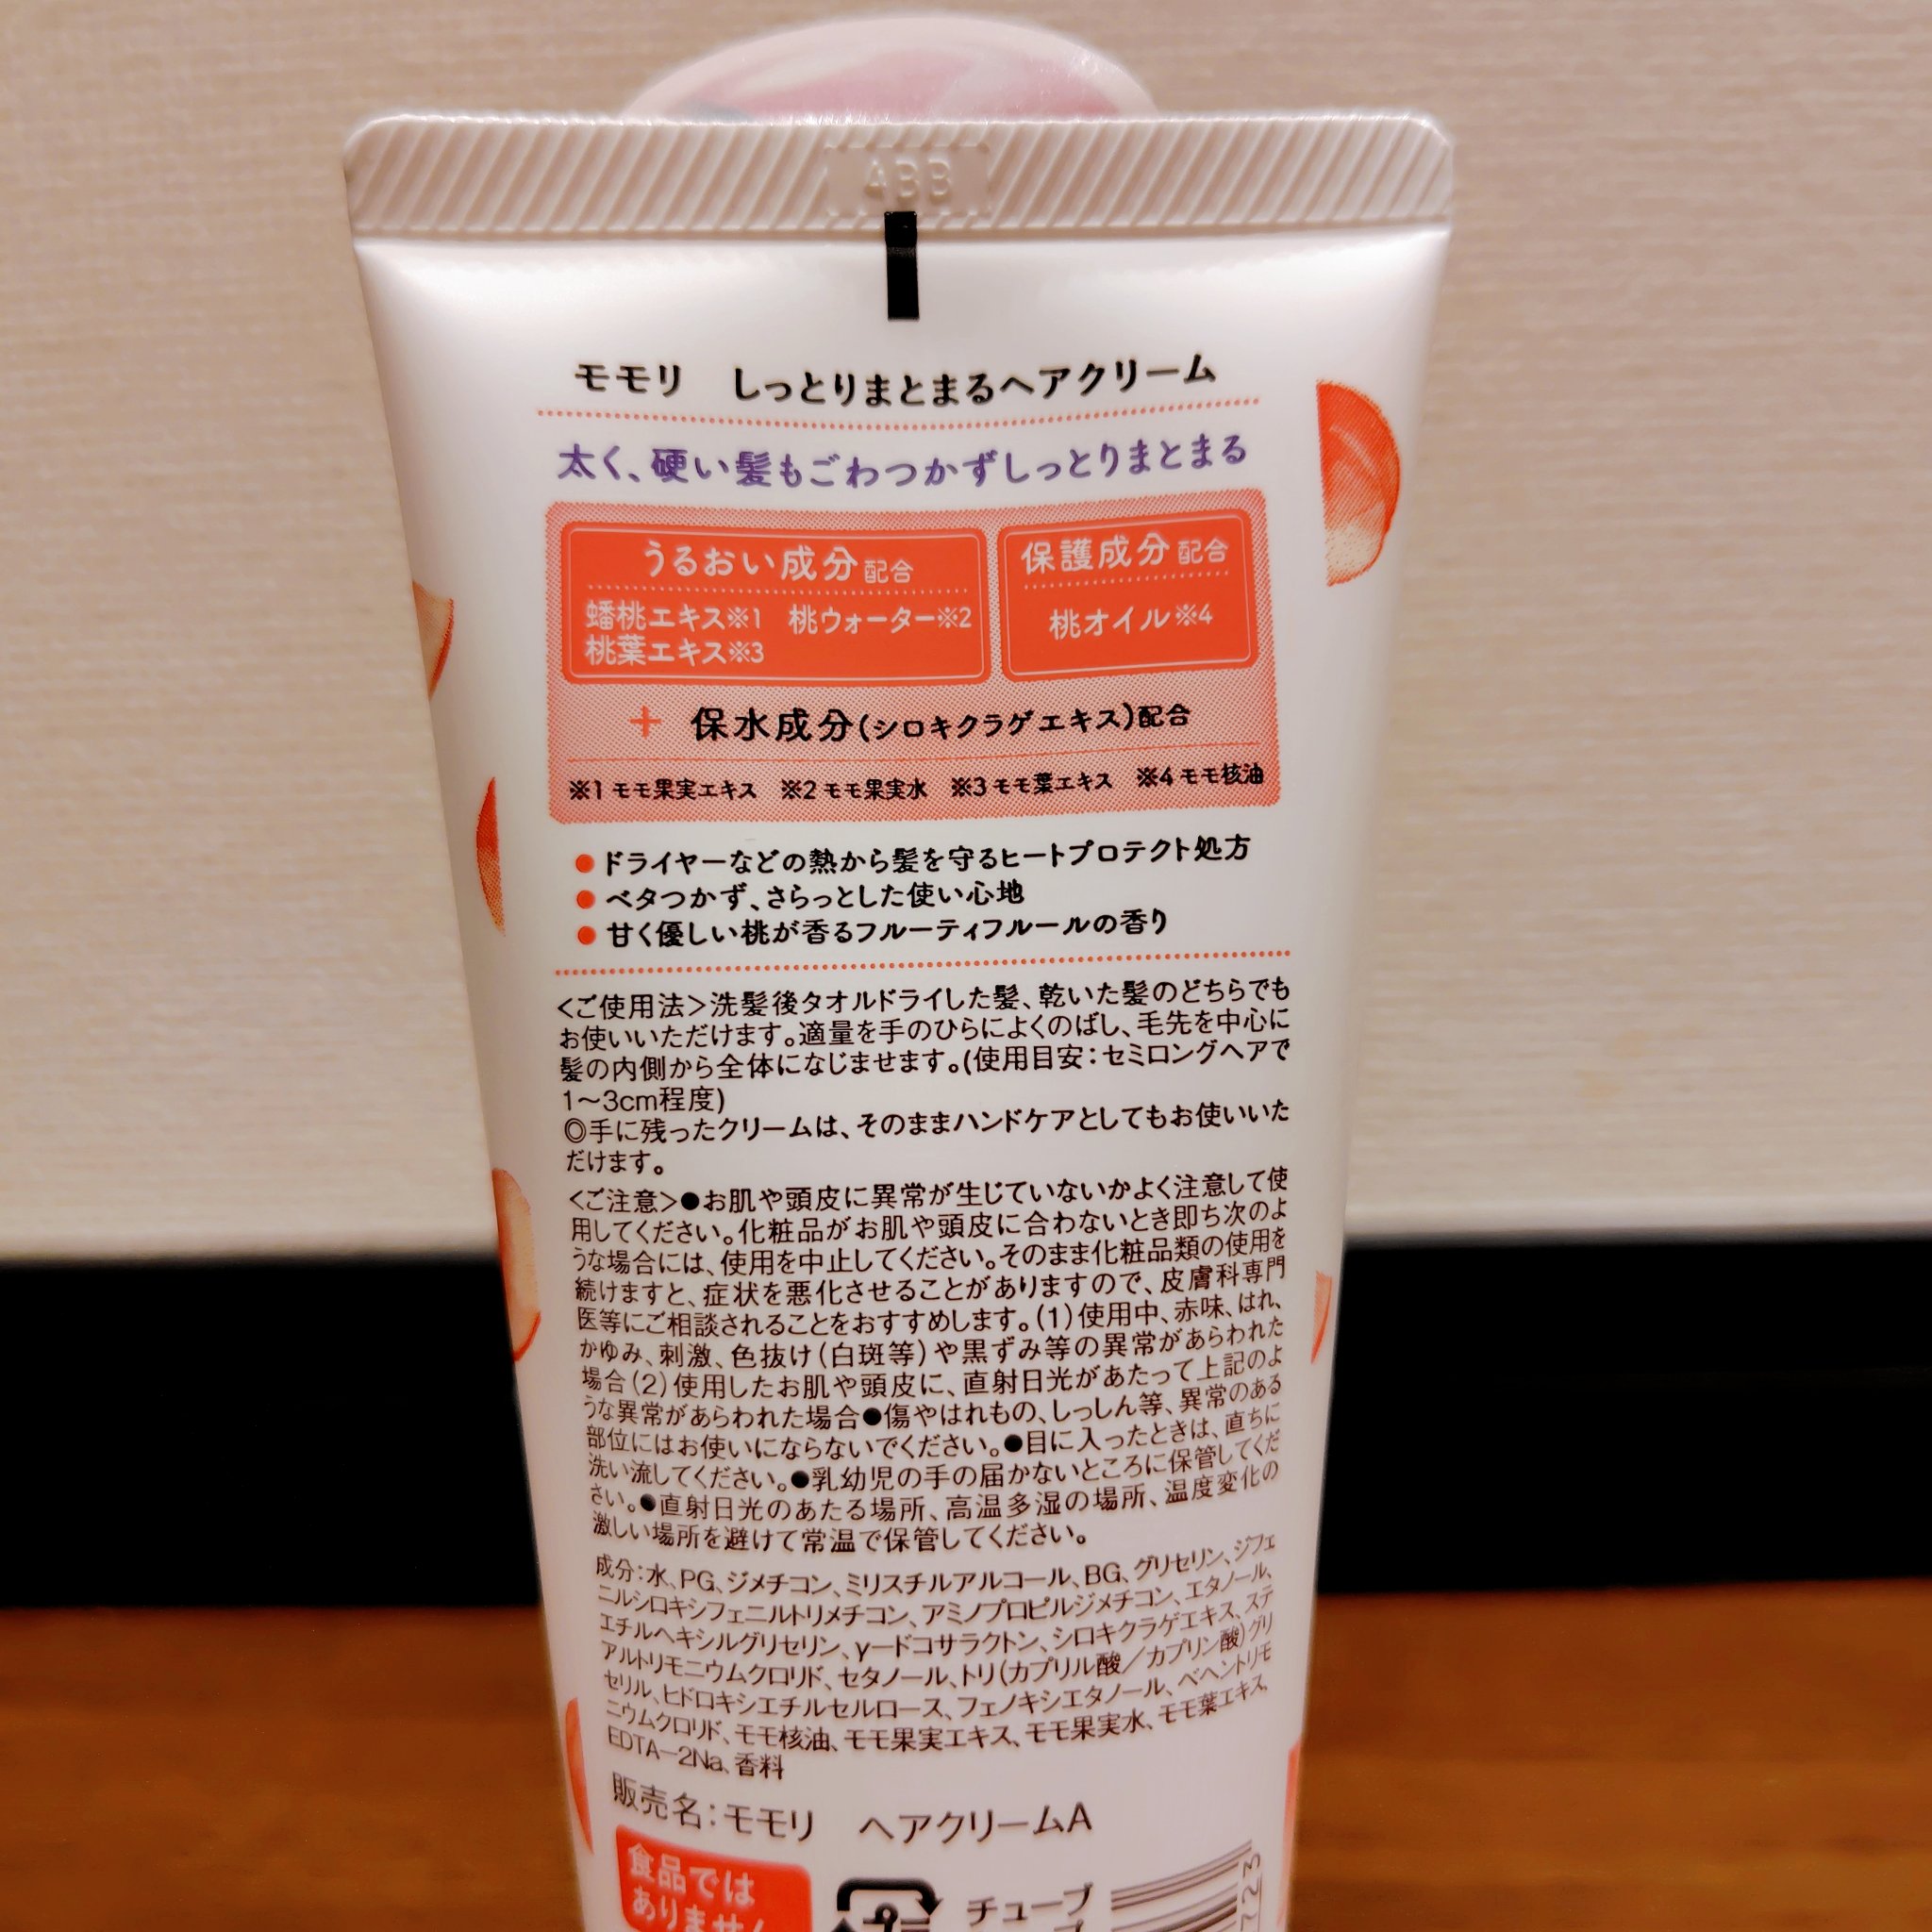 ABB
モモリ　しっとりまとまるヘアクリーム
太く、硬い髪もごわつかずしっとりまとまる
うるおい成分配合
蟠桃エキス※1　桃ウォーター※2
桃葉エキス※3
保護成分配合
桃オイル※4
＋ 保水成分(シロキクラゲエキス)配合
※1 モモ果実エキス　※2 モモ果実水　※3 モモ葉エキス　※4 モモ核油
●ドライヤーなどの熱から髪を守るヒートプロテクト処方
●ベタつかず、さらっとした使い心地
●甘く優しい桃が香るフルーティフルールの香り
<ご使用法>洗髪後タオルドライした髪、乾いた髪のどちらでも
お使いいただけます。適量を手のひらによくのばし、毛先を中心に
髪の内側から全体になじませます。(使用目安：セミロングヘアで
1〜3cm程度)
◎手に残ったクリームは、そのままハンドケアとしてもお使いいた
だけます。
<ご注意>●お肌や頭皮に異常が生じていないかよく注意して使
用してください。化粧品がお肌や頭皮に合わないとき即ち次のよ
うな場合には、使用を中止してください。そのまま化粧品類の使用を
続けますと、症状を悪化させることがありますので、皮膚科専門
医等にご相談されることをおすすめします。(1)使用中、赤味、はれ、
かゆみ、刺激、色抜け(白斑等)や黒ずみ等の異常があらわれた
場合(2)使用したお肌や頭皮に、直射日光があたって上記のよ
うな異常があらわれた場合●傷やはれもの、しっしん等、異常のある
部位にはお使いにならないでください。●目に入ったときは、直ちに
洗い流してください。●乳幼児の手の届かないところに保管してくだ
さい。●直射日光のあたる場所、高温多湿の場所、温度変化の
激しい場所を避けて常温で保管してください。
成分：水、PG、ジメチコン、ミリスチルアルコール、BG、グリセリン、ジフェ
ニルシロキシフェニルトリメチコン、アミノプロピルジメチコン、エタノール、
エチルヘキシルグリセリン、γードコサラクトン、シロキクラゲエキス、ステ
アルトリモニウムクロリド、セタノール、トリ(カプリル酸／カプリン酸)グリ
セリル、ヒドロキシエチルセルロース、フェノキシエタノール、ベヘントリモ
ニウムクロリド、モモ核油、モモ果実エキス、モモ果実水、モモ葉エキス、
EDTAー2Na、香料
販売名：モモリ　ヘアクリームA
食品では
ありません
チューブ
7223